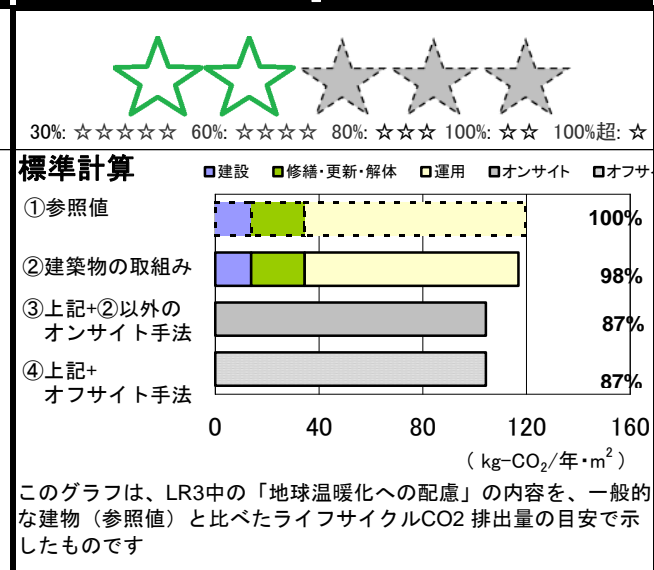 30%: ☆☆☆☆☆ 60%: ☆☆☆☆ 80%: ☆☆☆ 100%: ☆☆ 100%超: ☆
標準計算 建設 修繕・更新・解体 運用 オンサイト オフサイ
①参照値 100%
②建築物の取組み 98%
③上記+②以外の
オンサイト手法 87%
④上記+
オフサイト手法 87%
0 40 80 120 160
( kg-CO2/年・m2 )
このグラフは、LR3中の「地球温暖化への配慮」の内容を、一般的
な建物（参照値）と比べたライフサイクルCO2 排出量の目安で示
したものです